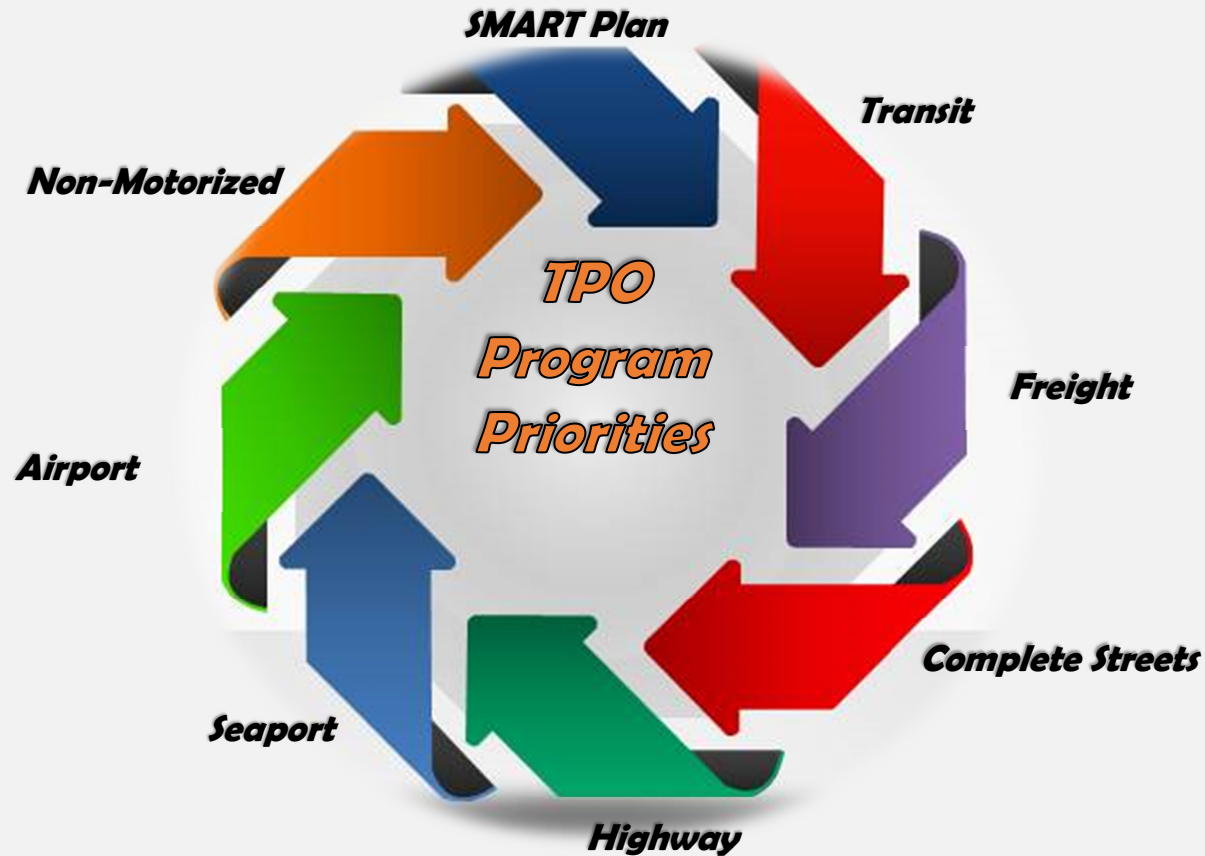 SMART Plan
Transit
Non-Motorized
TPO
Program
Priorities
Freight
Airport
Complete Streets
Seaport
Highway